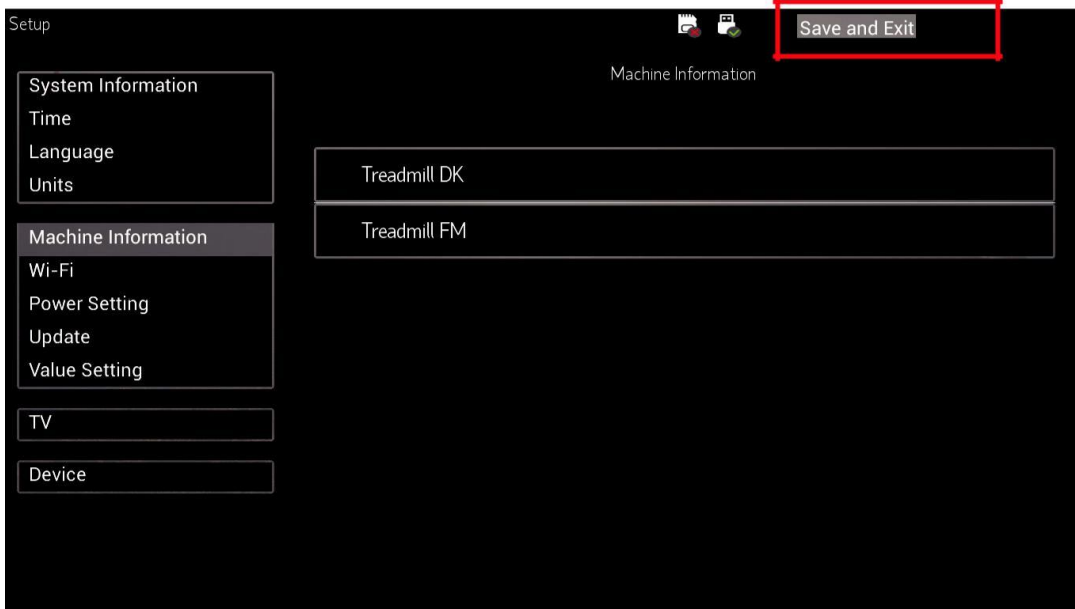 Setup
Save and Exit
System Information
Time
Language
Units
Machine Information
Wi-Fi
Power Setting
Update
Value Setting
TV
Device
Machine Information
Treadmill DK
Treadmill FM